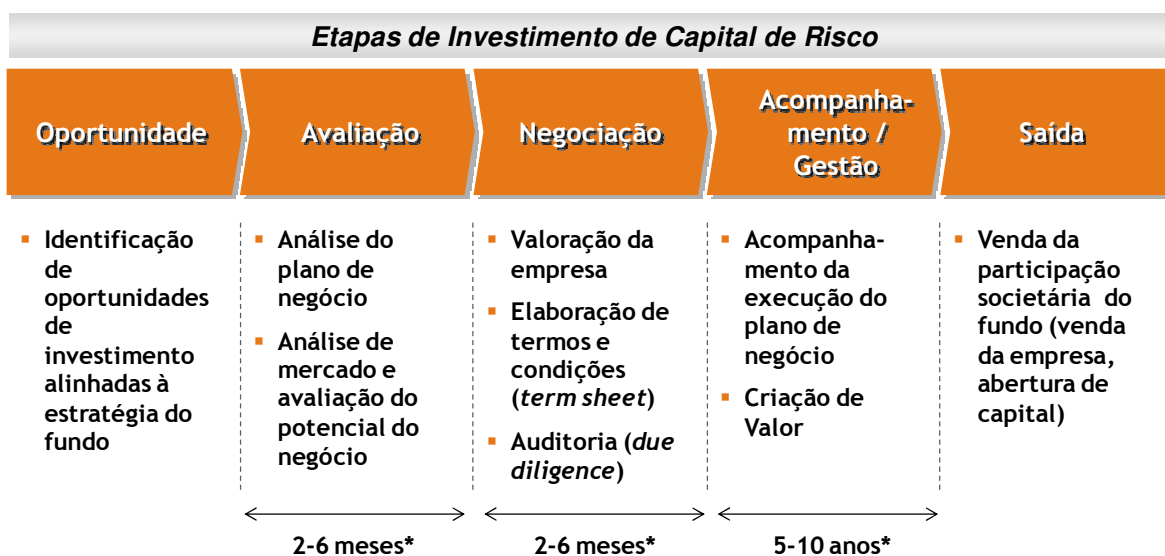 Etapas de Investimento de Capital de Risco
Oportunidade
Avaliação
Negociação
Acompanha-
mento /
Gestão
Saída
▪ Identificação
de
oportunidades
de
investimento
alinhadas à
estratégia do
fundo
▪ Análise do
plano de
negócio
▪ Análise de
mercado e
avaliação do
potencial do
negócio
▪ Valoração da
empresa
▪ Elaboração de
termos e
condições
(term sheet)
▪ Auditoria (due
diligence)
▪ Acompanha-
mento da
execução do
plano de
negócio
▪ Criação de
Valor
▪ Venda da
participação
societária do
fundo (venda
da empresa,
abertura de
capital)
2-6 meses*
2-6 meses*
5-10 anos*